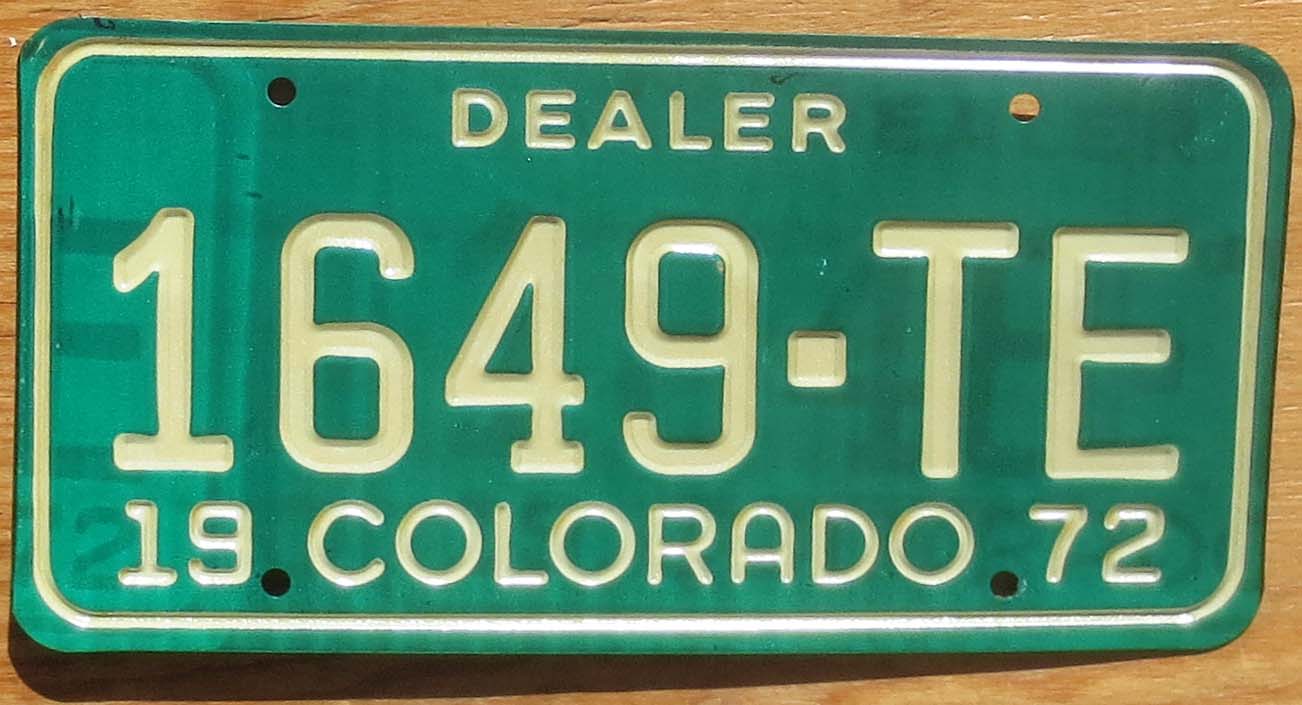 DEALER
1649-TE
19 COLORADO 72